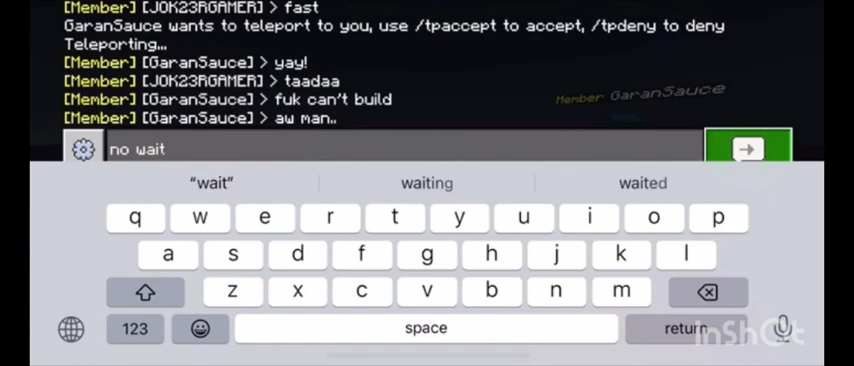 [Member] [JOK23RGAMER] > fast
GaranSauce wants to teleport to you, use /tpaccept to accept, /tpdeny to deny
Teleporting...
[Member] [GaranSauce] > yay!
[Member] [JOK23RGAMER] > taadaa
[Member] [GaranSauce] > fuk can't build
[Member] [GaranSauce] > aw man..
Member GaranSauce
no wait
"wait" waiting waited
q w e r t y u i o p
a s d f g h j k l
z x c v b n m
123 space return
InShOt